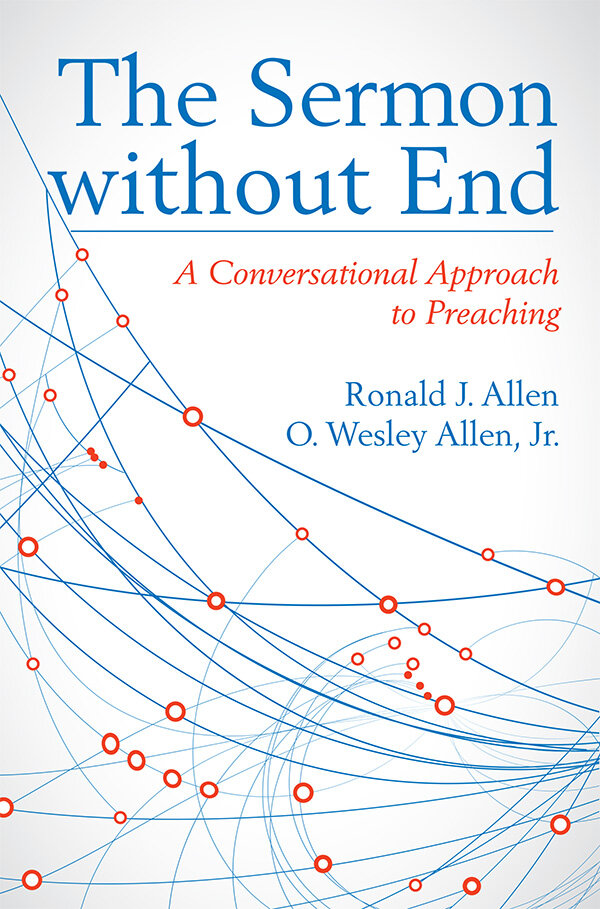 The Sermon
without End
A Conversational Approach
to Preaching
Ronald J. Allen
O. Wesley Allen, Jr.